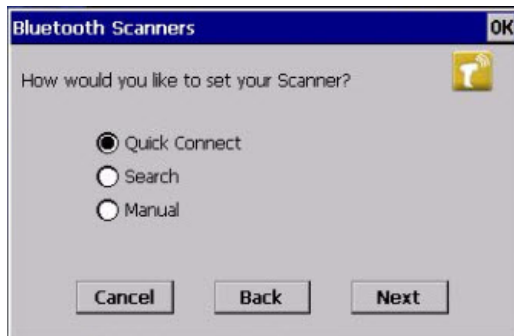 Bluetooth Scanners OK
How would you like to set your Scanner?
Quick Connect
Search
Manual
Cancel Back Next